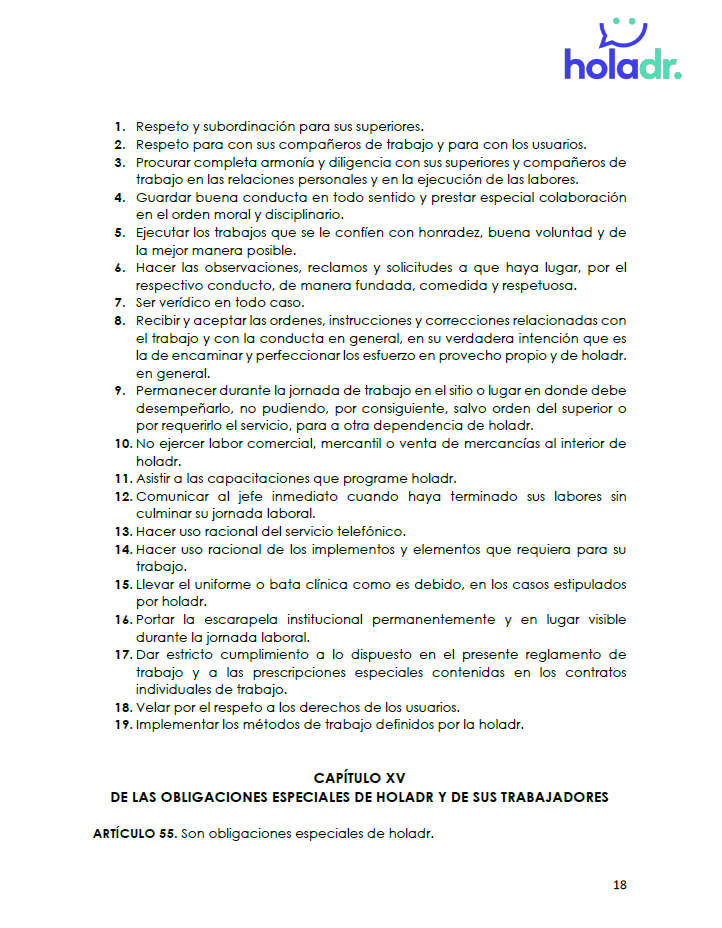 holadr.
1. Respeto y subordinación para sus superiores.
2. Respeto para con sus compañeros de trabajo y para con los usuarios.
3. Procurar completa armonía y diligencia con sus superiores y compañeros de
trabajo en las relaciones personales y en la ejecución de las labores.
4. Guardar buena conducta en todo sentido y prestar especial colaboración
en el orden moral y disciplinario.
5. Ejecutar los trabajos que se le confíen con honradez, buena voluntad y de
la mejor manera posible.
6. Hacer las observaciones, reclamos y solicitudes a que haya lugar, por el
respectivo conducto, de manera fundada, comedida y respetuosa.
7. Ser verídico en todo caso.
8. Recibir y aceptar las ordenes, instrucciones y correcciones relacionadas con
el trabajo y con la conducta en general, en su verdadera intención que es
la de encaminar y perfeccionar los esfuerzo en provecho propio y de holadr.
en general.
9. Permanecer durante la jornada de trabajo en el sitio o lugar en donde debe
desempeñarlo, no pudiendo, por consiguiente, salvo orden del superior o
por requerirlo el servicio, para a otra dependencia de holadr.
10. No ejercer labor comercial, mercantil o venta de mercancías al interior de
holadr.
11. Asistir a las capacitaciones que programe holadr.
12. Comunicar al jefe inmediato cuando haya terminado sus labores sin
culminar su jornada laboral.
13. Hacer uso racional del servicio telefónico.
14. Hacer uso racional de los implementos y elementos que requiera para su
trabajo.
15. Llevar el uniforme o bata clínica como es debido, en los casos estipulados
por holadr.
16. Portar la escarapela institucional permanentemente y en lugar visible
durante la jornada laboral.
17. Dar estricto cumplimiento a lo dispuesto en el presente reglamento de
trabajo y a las prescripciones especiales contenidas en los contratos
individuales de trabajo.
18. Velar por el respeto a los derechos de los usuarios.
19. Implementar los métodos de trabajo definidos por la holadr.
CAPÍTULO XV
DE LAS OBLIGACIONES ESPECIALES DE HOLADR Y DE SUS TRABAJADORES
ARTÍCULO 55. Son obligaciones especiales de holadr.
18